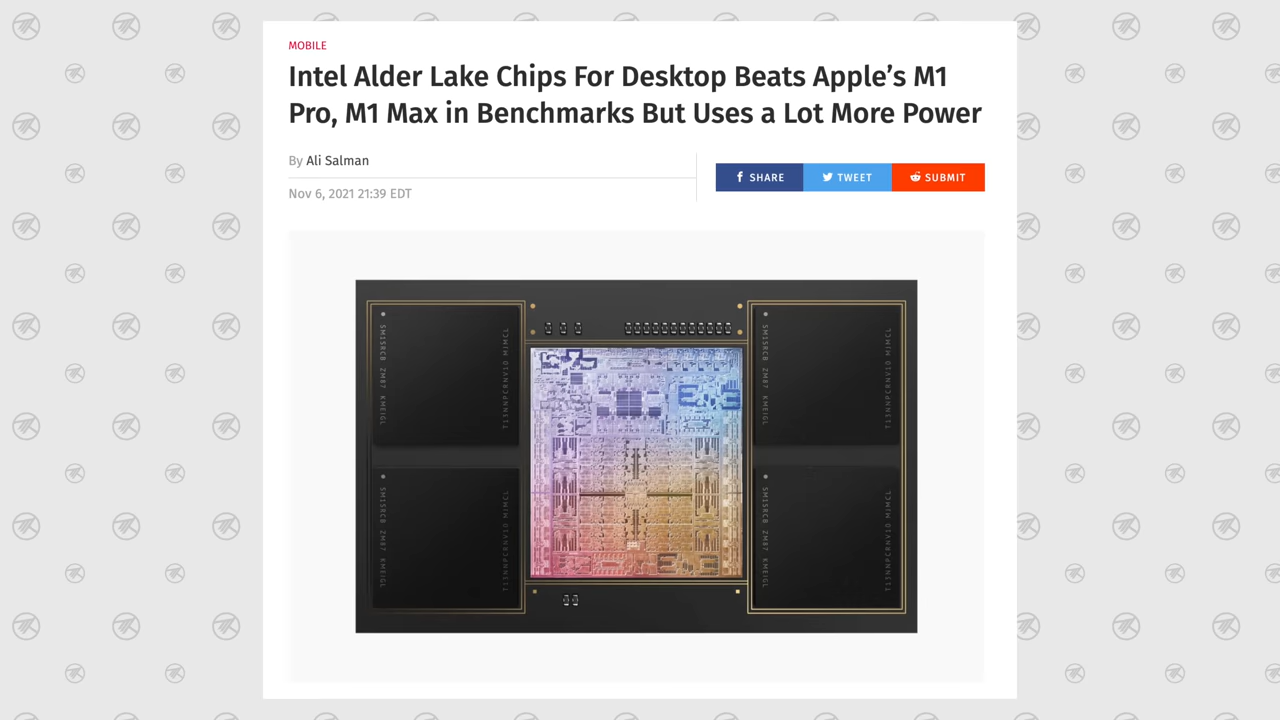 MOBILE
Intel Alder Lake Chips For Desktop Beats Apple’s M1
Pro, M1 Max in Benchmarks But Uses a Lot More Power
By Ali Salman
Nov 6, 2021 21:39 EDT
SHARE
TWEET
SUBMIT